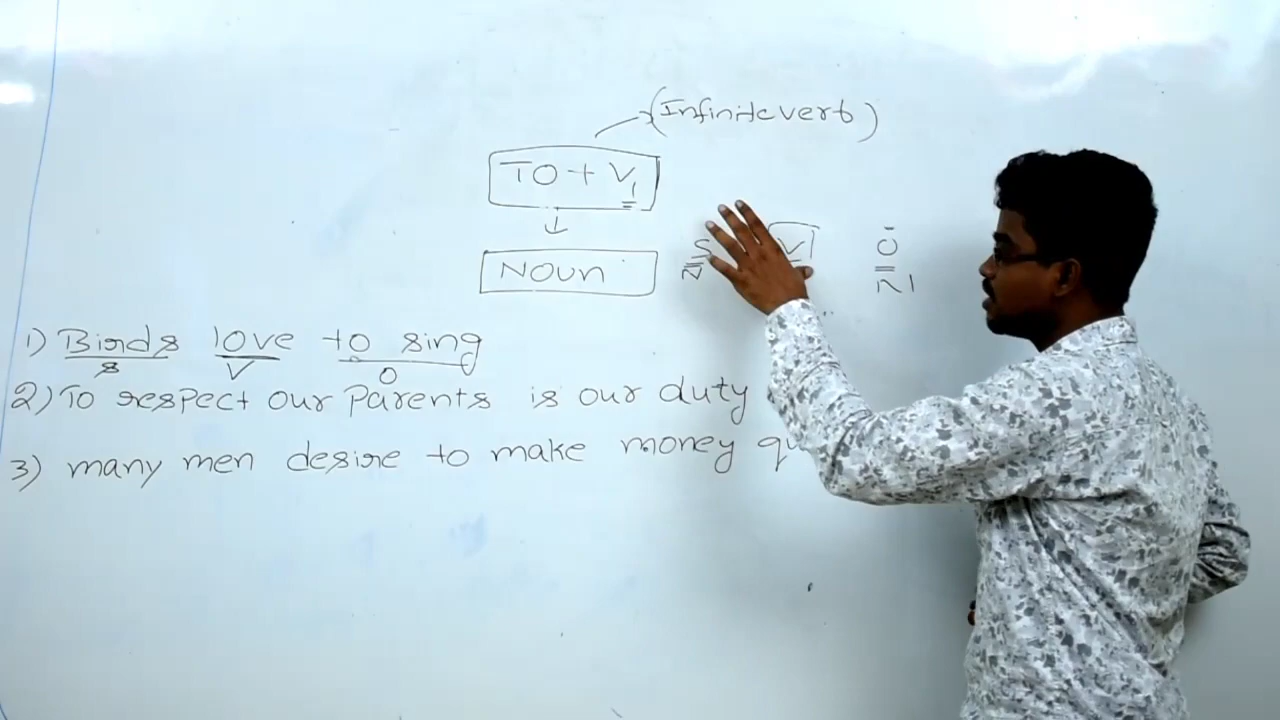 (Infinite verb)
TO + V1
↓
NOUN
S V O
N N
1) Birds love to sing
S V O
2) To respect our parents is our duty
3) many men desire to make money